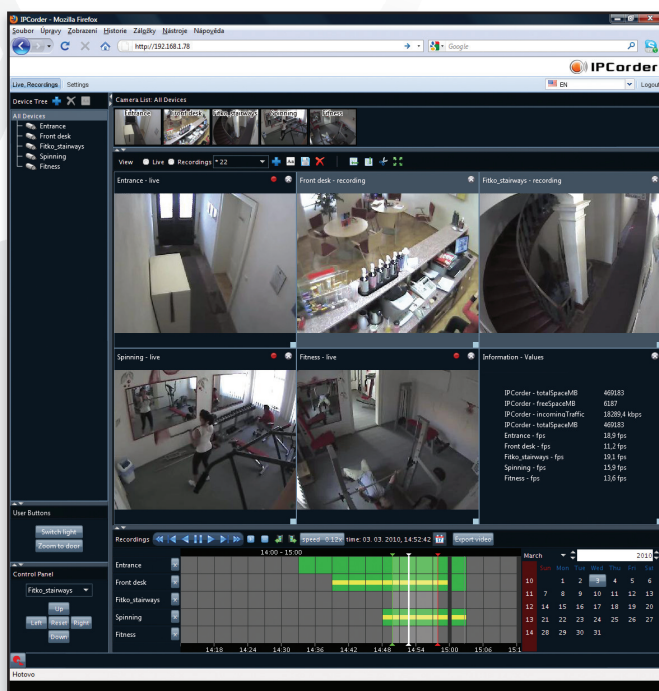 IPCorder - Mozilla Firefox
Soubor Úpravy Zobrazení Historie Záložky Nástroje Nápověda
http://192.168.1.78
Google
IPCorder
Live, Recordings Settings
EN
Logout
Device Tree
All Devices
Entrance
Front desk
Fitko_stairways
Spinning
Fitness
Camera List: All Devices
Entrance Front desk Fitko_stairways Spinning Fitness
View Live Recordings * 22
Entrance - live
Front desk - recording
Fitko_stairways - recording
Spinning - live
Fitness - live
Information - Values
IPCorder - totalSpaceMB 469183
IPCorder - freeSpaceMB 6187
IPCorder - incomingTraffic 18289,4 kbps
IPCorder - totalSpaceMB 469183
Entrance - fps 18,9 fps
Front desk - fps 11,2 fps
Fitko_stairways - fps 19,1 fps
Spinning - fps 15,9 fps
Fitness - fps 13,6 fps
User Buttons
Switch light
Zoom to door
Control Panel
Fitko_stairways
Up
Left Reset Right
Down
Recordings speed 0.12x time: 03. 03. 2010, 14:52:42 Export video
14:00 - 15:00
Entrance
Front desk
Fitko_stairways
Spinning
Fitness
14:18 14:24 14:30 14:36 14:42 14:48 14:54 15:00 15:06 15:1
March 2010
Sun Mon Tue Wed Thu Fri Sat
10 1 2 3 4 5 6
11 7 8 9 10 11 12 13
12 14 15 16 17 18 19 20
13 21 22 23 24 25 26 27
14 28 29 30 31
Hotovo